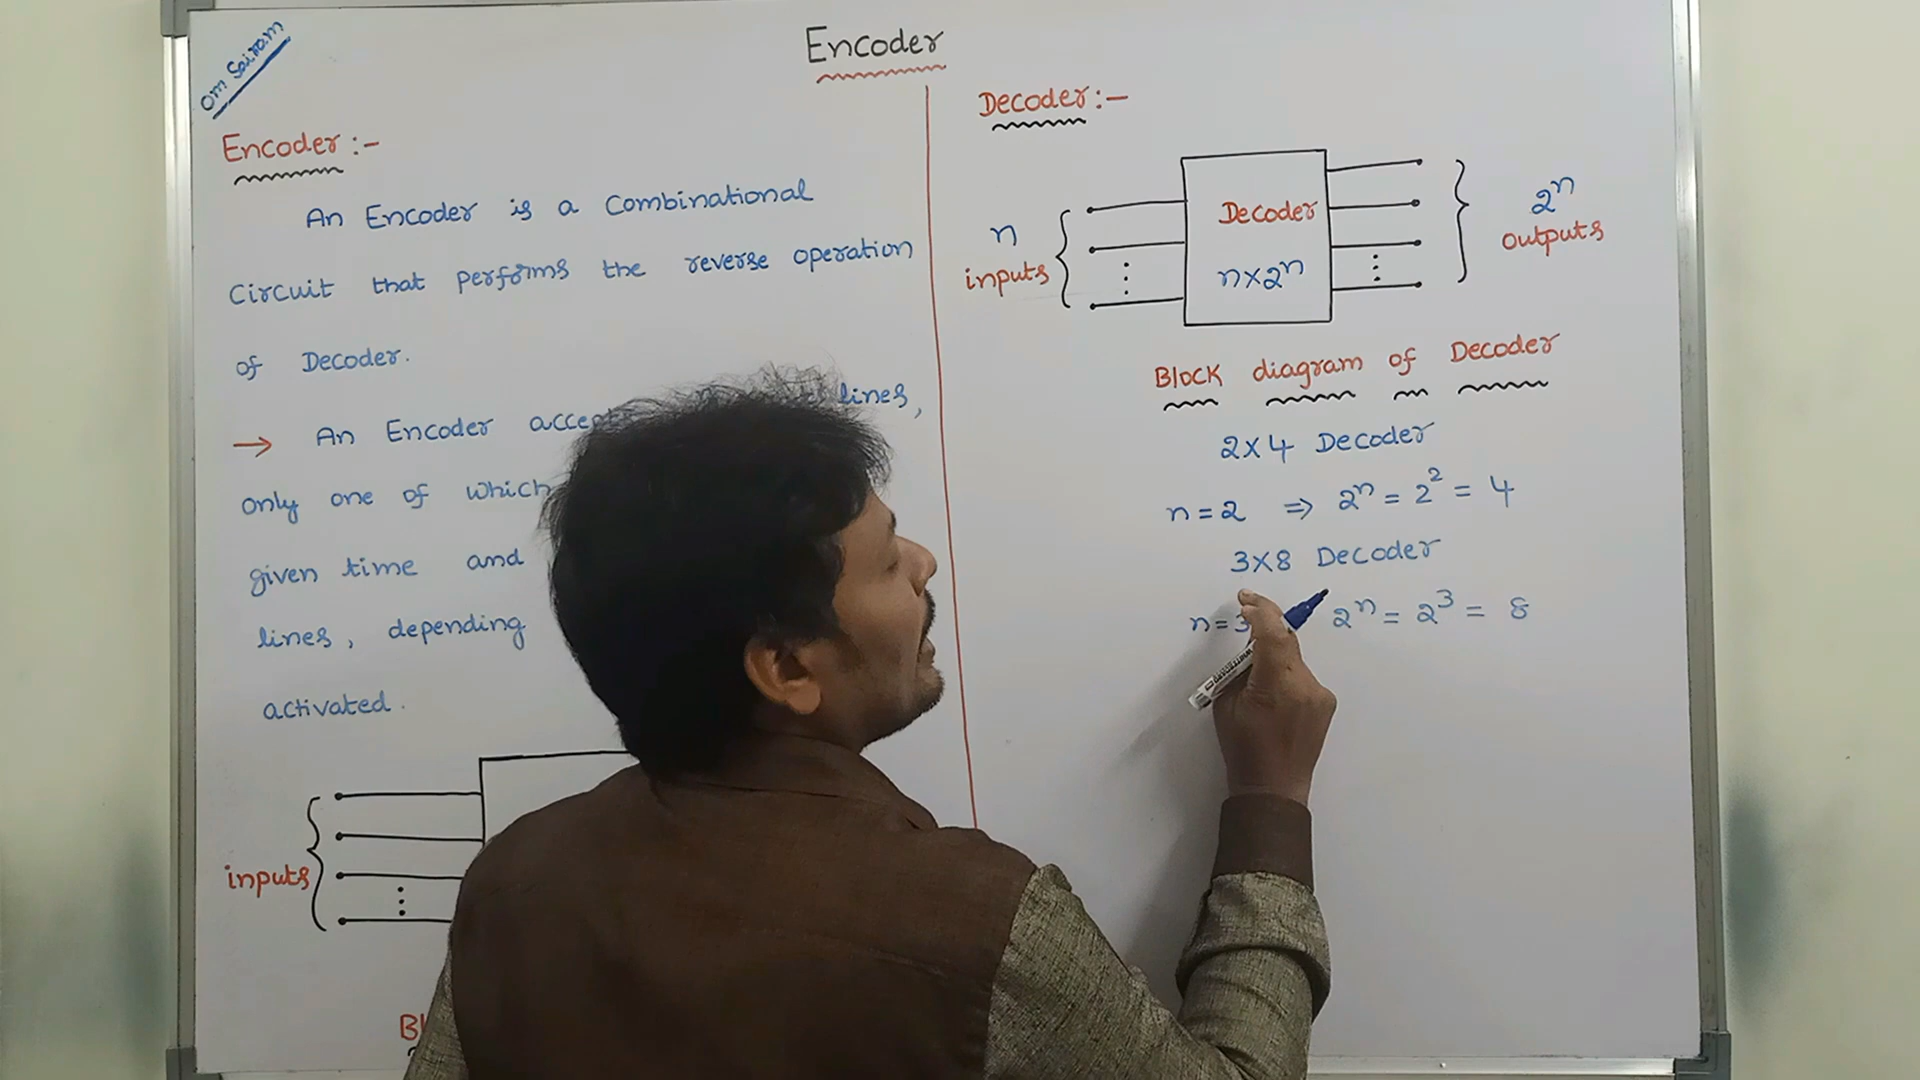 Om Sairam
Encoder
Encoder :-
An Encoder is a Combinational
Circuit that performs the reverse operation
of Decoder.
→ An Encoder lines,
only one of which
given time and
lines, depending
activated.
inputs
Decoder :-
n
inputs
Decoder
n×2ⁿ
2ⁿ
outputs
Block diagram of Decoder
2×4 Decoder
n = 2 ⇒ 2ⁿ = 2² = 4
3×8 Decoder
n = 3 2ⁿ = 2³ = 8